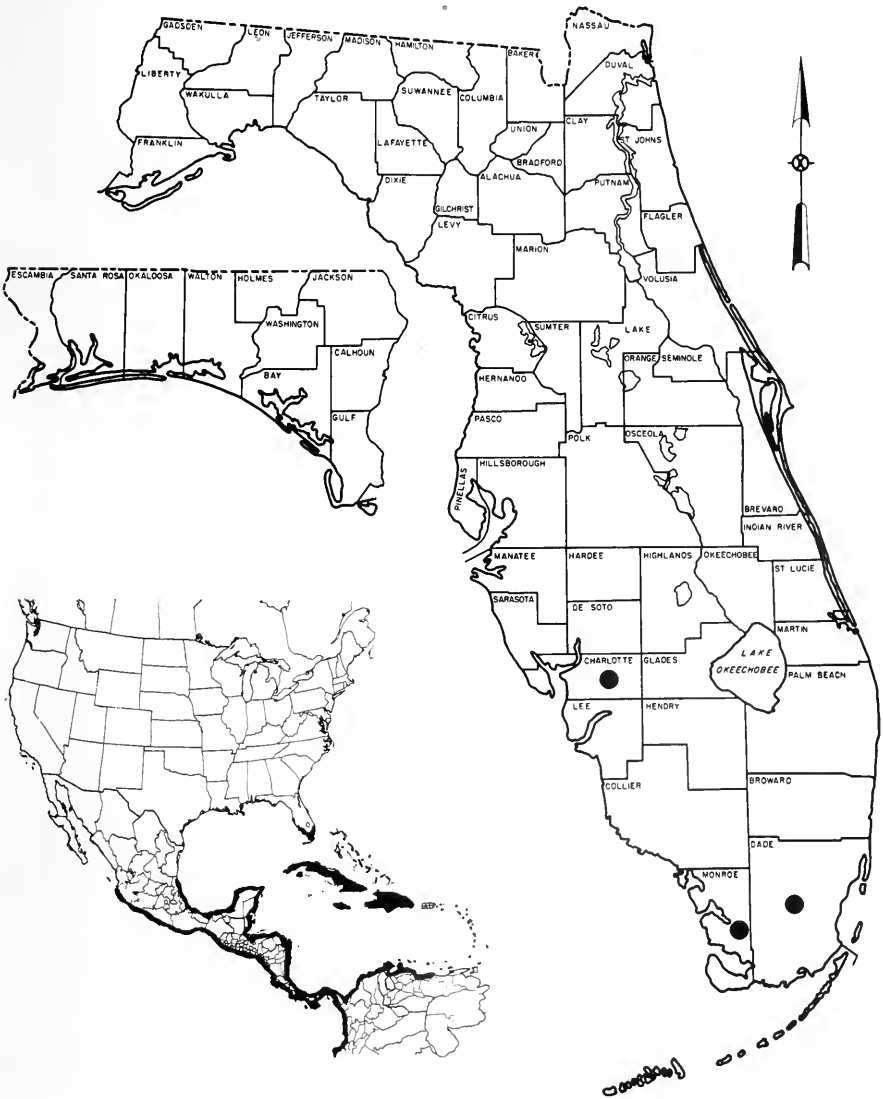 NASSAU
GADSDEN
LEON
JEFFERSON
MADISON
HAMILTON
BAKER
DUVAL
LIBERTY
WAKULLA
TAYLOR
SUWANNEE
COLUMBIA
UNION
CLAY
ST JOHNS
FRANKLIN
LAFAYETTE
BRADFORD
DIXIE
ALACHUA
PUTNAM
GILCHRIST
FLAGLER
LEVY
MARION
VOLUSIA
ESCAMBIA
SANTA ROSA
OKALOOSA
WALTON
HOLMES
JACKSON
WASHINGTON
CALHOUN
BAY
GULF
CITRUS
SUMTER
LAKE
ORANGE
SEMINOLE
HERNANDO
PASCO
POLK
OSCEOLA
PINELLAS
HILLSBOROUGH
BREVARD
INDIAN RIVER
MANATEE
HARDEE
HIGHLANDS
OKEECHOBEE
ST LUCIE
SARASOTA
DE SOTO
MARTIN
CHARLOTTE
GLADES
LAKE
OKEECHOBEE
PALM BEACH
LEE
HENDRY
COLLIER
BROWARD
DADE
MONROE